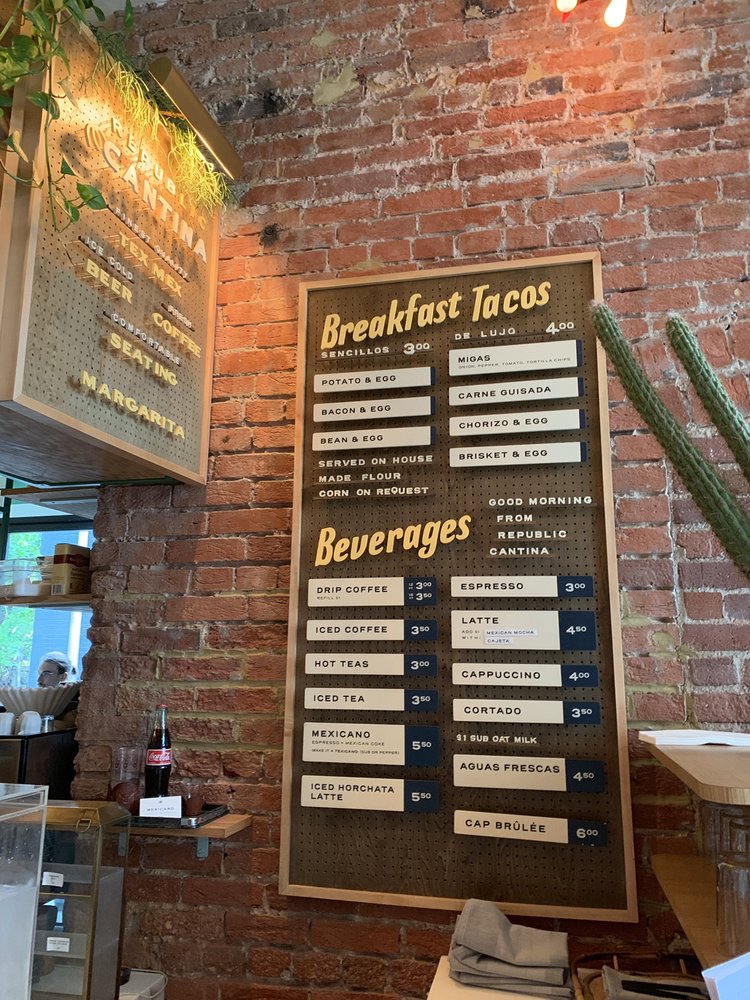 REPUBLIC
CANTINA
FINEST QUALITY
TEX MEX
ICE COLD
BEER
COFFEE
COMFORTABLE
SEATING
MARGARITA
Breakfast Tacos
SENCILLOS 3.00
DE LUJO 4.00
POTATO & EGG
BACON & EGG
BEAN & EGG
SERVED ON HOUSE
MADE FLOUR
CORN ON REQUEST
MIGAS
ONION, PEPPER, TOMATO, TORTILLA CHIPS
CARNE GUISADA
CHORIZO & EGG
BRISKET & EGG
GOOD MORNING
FROM
REPUBLIC
CANTINA
Beverages
DRIP COFFEE 3.00
REFILL $1 3.50
ICED COFFEE 3.50
HOT TEAS 3.00
ICED TEA 3.50
MEXICANO 5.50
ESPRESSO + MEXICAN COKE
MAKE IT A TEXICANO (SUB DR PEPPER)
ICED HORCHATA
LATTE 5.50
ESPRESSO 3.00
LATTE 4.50
ADD $1 MEXICAN MOCHA
CAJETA
CAPPUCCINO 4.00
CORTADO 3.50
$1 SUB OAT MILK
AGUAS FRESCAS 4.50
CAP BRÛLÉE 6.00
Coca-Cola
MEXICANO